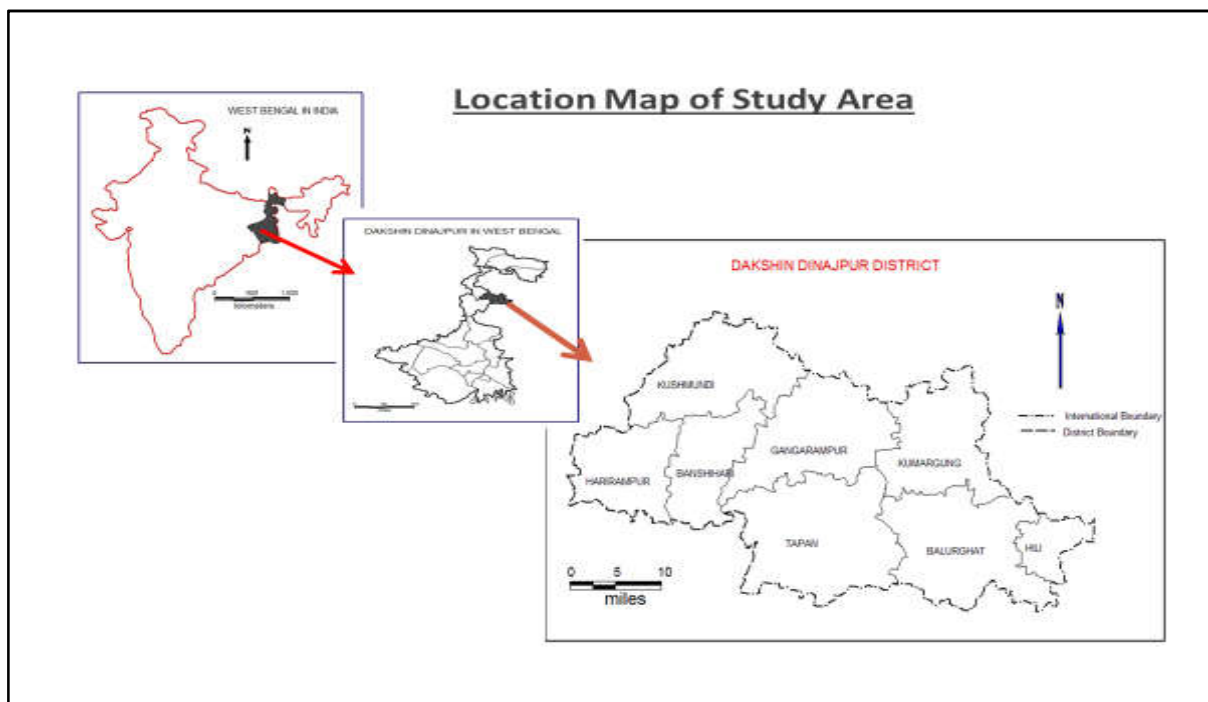 Location Map of Study Area
WEST BENGAL IN INDIA
N
kilometers
DAKSHIN DINAJPUR IN WEST BENGAL
DAKSHIN DINAJPUR DISTRICT
N
KUSHMUNDI
International Boundary
District Boundary
GANGARAMPUR
KUMARGUNG
HARIRAMPUR
BANSHIHARI
TAPAN
BALURGHAT
HILI
0 5 10
miles